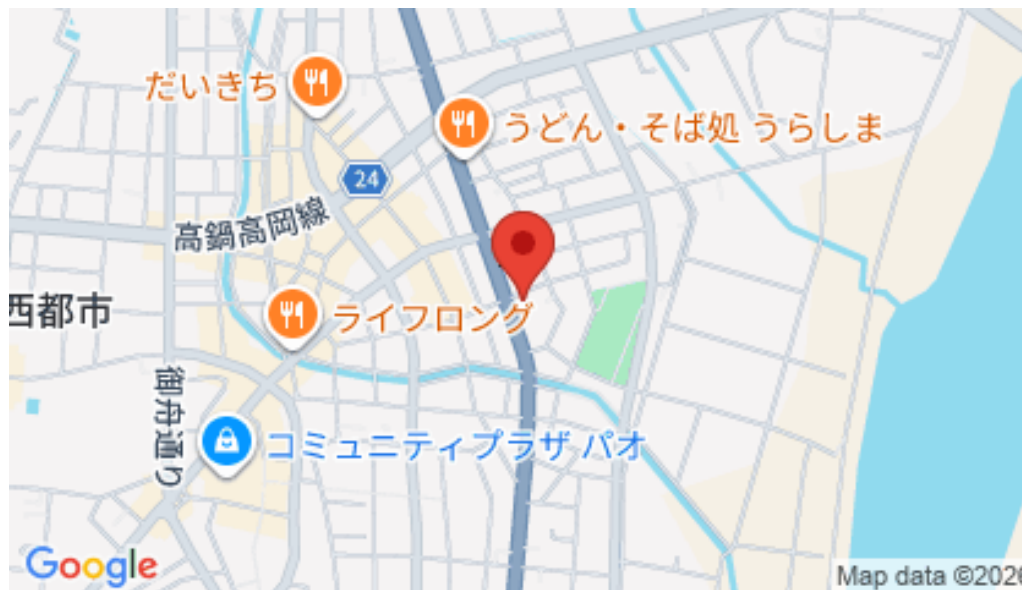 だいきち
うどん・そば処 うらしま
24
高鍋高岡線
西都市
ライフロング
御舟通り
コミュニティプラザ パオ
Google
Map data ©2026